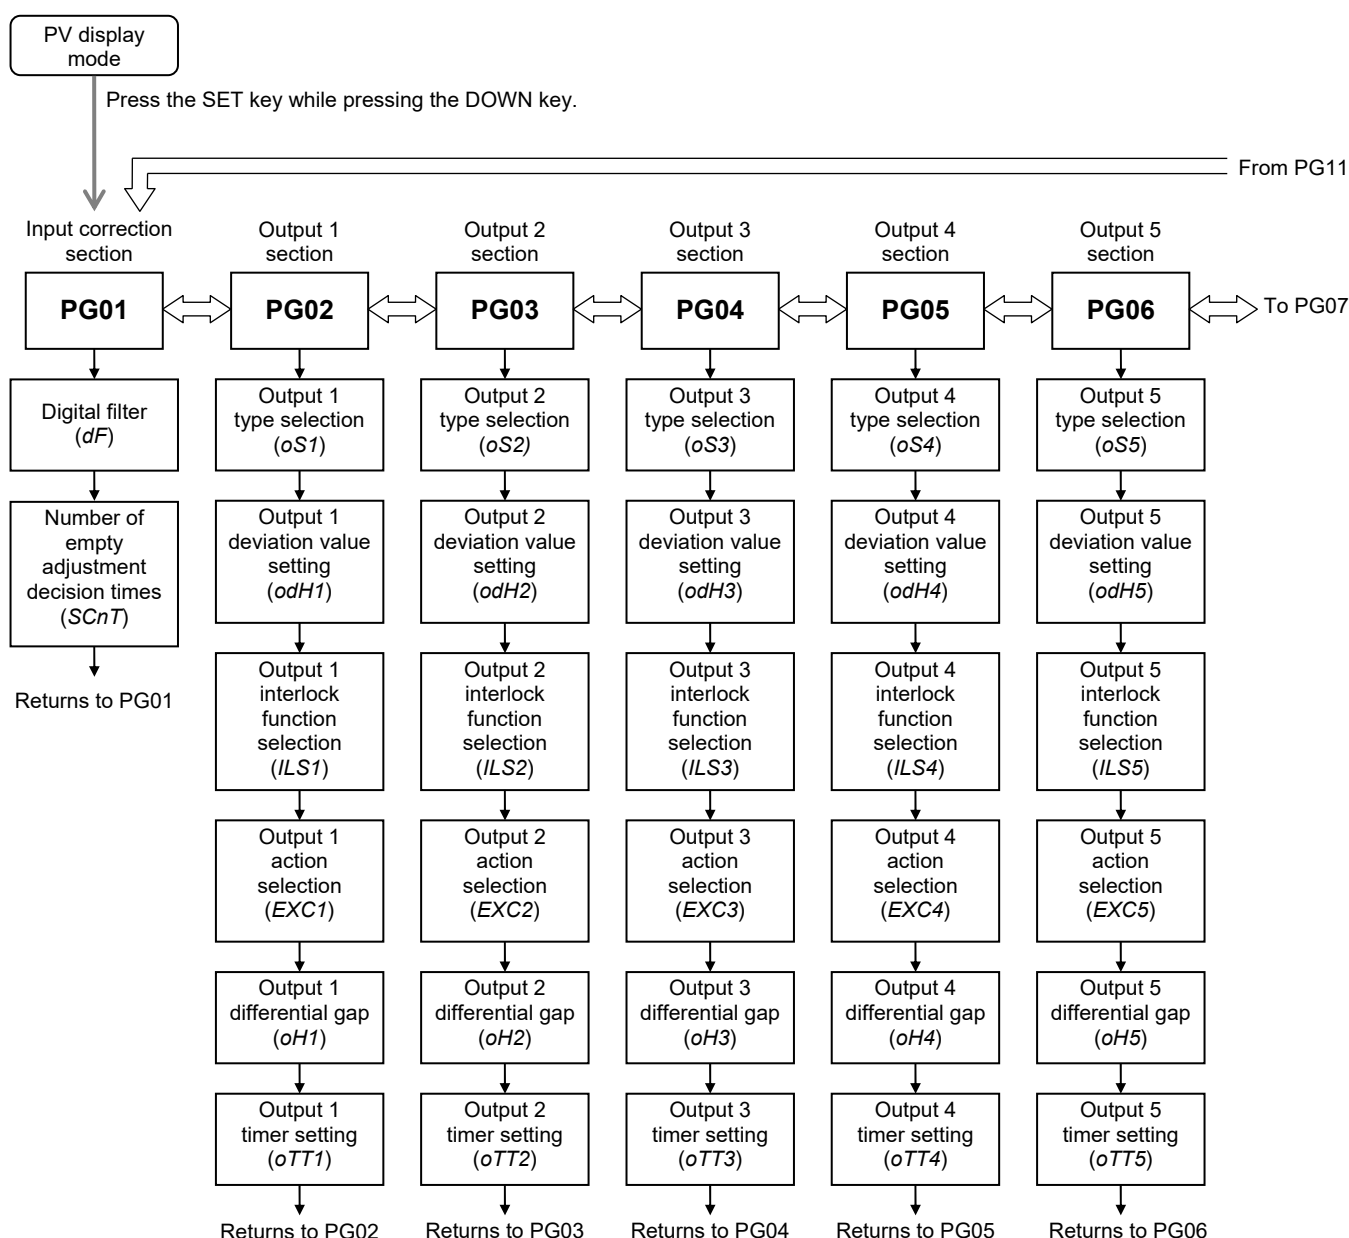 PV display
mode
Press the SET key while pressing the DOWN key.
From PG11
Input correction
section
Output 1
section
Output 2
section
Output 3
section
Output 4
section
Output 5
section
PG01
PG02
PG03
PG04
PG05
PG06
To PG07
Digital filter
(dF)
Number of
empty
adjustment
decision times
(SCnT)
Returns to PG01
Output 1
type selection
(oS1)
Output 1
deviation value
setting
(odH1)
Output 1
interlock
function
selection
(ILS1)
Output 1
action
selection
(EXC1)
Output 1
differential gap
(oH1)
Output 1
timer setting
(oTT1)
Returns to PG02
Output 2
type selection
(oS2)
Output 2
deviation value
setting
(odH2)
Output 2
interlock
function
selection
(ILS2)
Output 2
action
selection
(EXC2)
Output 2
differential gap
(oH2)
Output 2
timer setting
(oTT2)
Returns to PG03
Output 3
type selection
(oS3)
Output 3
deviation value
setting
(odH3)
Output 3
interlock
function
selection
(ILS3)
Output 3
action
selection
(EXC3)
Output 3
differential gap
(oH3)
Output 3
timer setting
(oTT3)
Returns to PG04
Output 4
type selection
(oS4)
Output 4
deviation value
setting
(odH4)
Output 4
interlock
function
selection
(ILS4)
Output 4
action
selection
(EXC4)
Output 4
differential gap
(oH4)
Output 4
timer setting
(oTT4)
Returns to PG05
Output 5
type selection
(oS5)
Output 5
deviation value
setting
(odH5)
Output 5
interlock
function
selection
(ILS5)
Output 5
action
selection
(EXC5)
Output 5
differential gap
(oH5)
Output 5
timer setting
(oTT5)
Returns to PG06